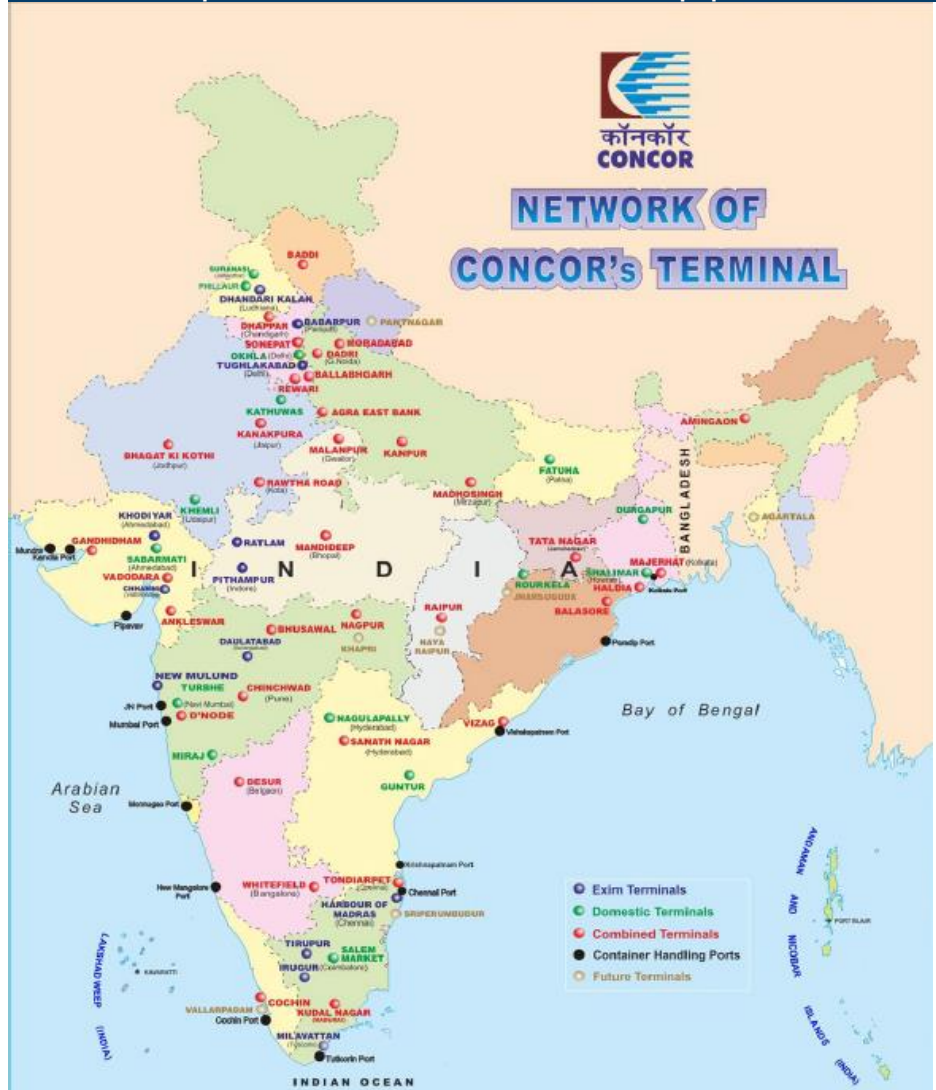 कॉनकॉर
CONCOR
NETWORK OF
CONCOR's TERMINAL
BADDI
SURANASI
PHILLAUR
DHANDARI KALAN
(Ludhiana)
DHAPPAR
(Chandigarh)
BABARPUR
(Panipat)
PANTNAGAR
SONEPAT
MORADABAD
OKHLA (Delhi)
DADRI
(G.Noida)
TUGHLAKABAD
(Delhi)
BALLABHGARH
REWARI
KATHUWAS
AGRA EAST BANK
KANAKPURA
(Jaipur)
MALANPUR
(Gwalior)
KANPUR
BHAGAT KI KOTHI
(Jodhpur)
AMINGAON
FATUHA
(Patna)
RAWTHA ROAD
(Kota)
MADHOSINGH
(Mirzapur)
KHEMLI
(Udaipur)
DURGAPUR
BANGLADESH
AGARTALA
KHODIYAR
(Ahmedabad)
GANDHIDHAM
Mundra
Kandla Port
SABARMATI
(Ahmedabad)
RATLAM
MANDIDEEP
(Bhopal)
TATA NAGAR
(Jamshedpur)
MAJERHAT (Kolkata)
VADODARA
I N D I A
PITHAMPUR
(Indore)
ROURKELA
SHALIMAR
Kolkata Port
JHARSUGUDA
HALDIA
BALASORE
ANKLESWAR
Pipavav
BHUSAWAL
NAGPUR
RAIPUR
NAYA
RAIPUR
DAULATABAD
KHAPRI
Paradip Port
NEW MULUND
TURBHE
(Navi Mumbai)
CHINCHWAD
(Pune)
JN Port
D'NODE
Mumbai Port
NAGULAPALLY
(Hyderabad)
VIZAG
Vishakapatnam Port
Bay of Bengal
SANATH NAGAR
(Hyderabad)
MIRAJ
DESUR
(Belgaon)
GUNTUR
Arabian
Sea
Mormugao Port
Krishnapatnam Port
New Mangalore
Port
WHITEFIELD
(Bangalore)
TONDIARPET
(Chennai)
Chennai Port
HARBOUR OF
MADRAS
(Chennai)
SRIPERUMBUDUR
TIRUPUR
SALEM
MARKET
IRUGUR (Coimbatore)
COCHIN
VALLARPADAM
Cochin Port
KUDAL NAGAR
(MADURAI)
MILAVATTAN
Tutikorin Port
INDIAN OCEAN
LAKSHADWEEP (INDIA)
KAVARATTI
Exim Terminals
Domestic Terminals
Combined Terminals
Container Handling Ports
Future Terminals
ANDAMAN AND NICOBAR ISLANDS (INDIA)
PORT BLAIR